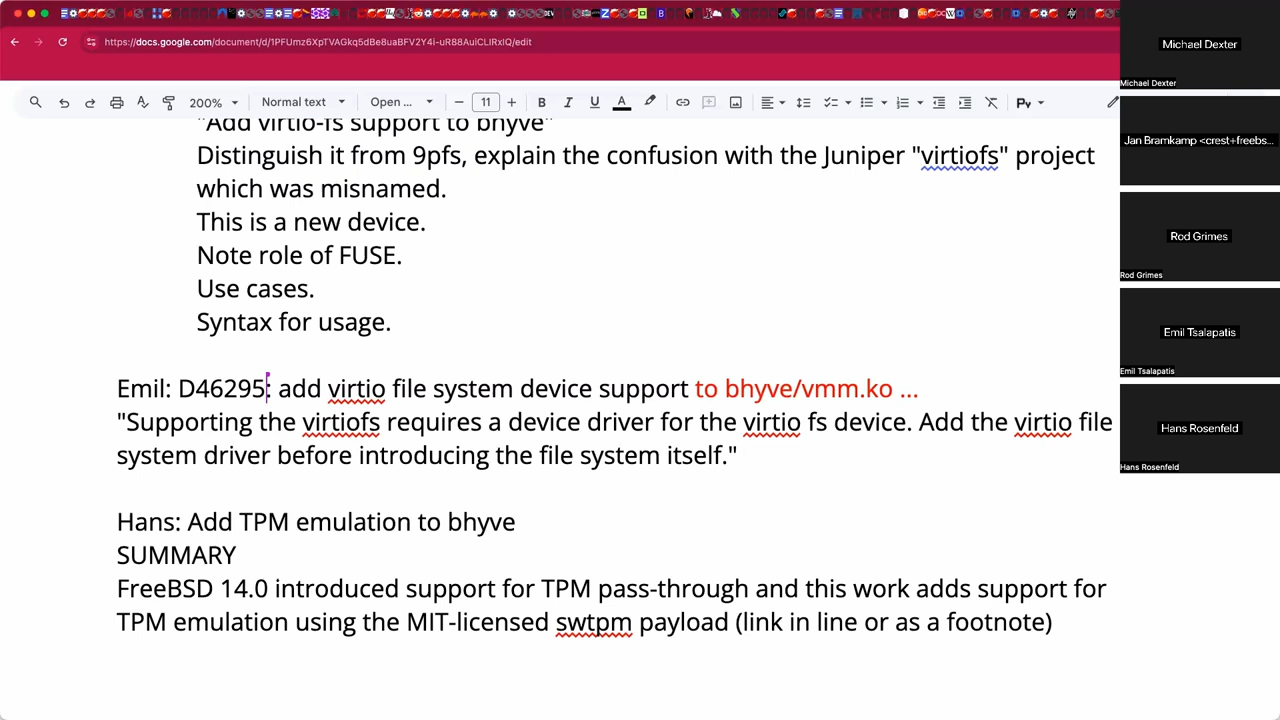 https://docs.google.com/document/d/1PFUmz6XpTVAGkq5dBe8uaBFV2Y4i-uR88AuiCLIRxIQ/edit
200% Normal text Open ... 11 B I U A
"Add virtio-fs support to bhyve"
Distinguish it from 9pfs, explain the confusion with the Juniper "virtiofs" project
which was misnamed.
This is a new device.
Note role of FUSE.
Use cases.
Syntax for usage.
Emil: D46295: add virtio file system device support to bhyve/vmm.ko ...
"Supporting the virtiofs requires a device driver for the virtio fs device. Add the virtio file
system driver before introducing the file system itself."
Hans: Add TPM emulation to bhyve
SUMMARY
FreeBSD 14.0 introduced support for TPM pass-through and this work adds support for
TPM emulation using the MIT-licensed swtpm payload (link in line or as a footnote)
Michael Dexter
Michael Dexter
Jan Bramkamp <crest+freebs...
Rod Grimes
Rod Grimes
Emil Tsalapatis
Emil Tsalapatis
Hans Rosenfeld
Hans Rosenfeld